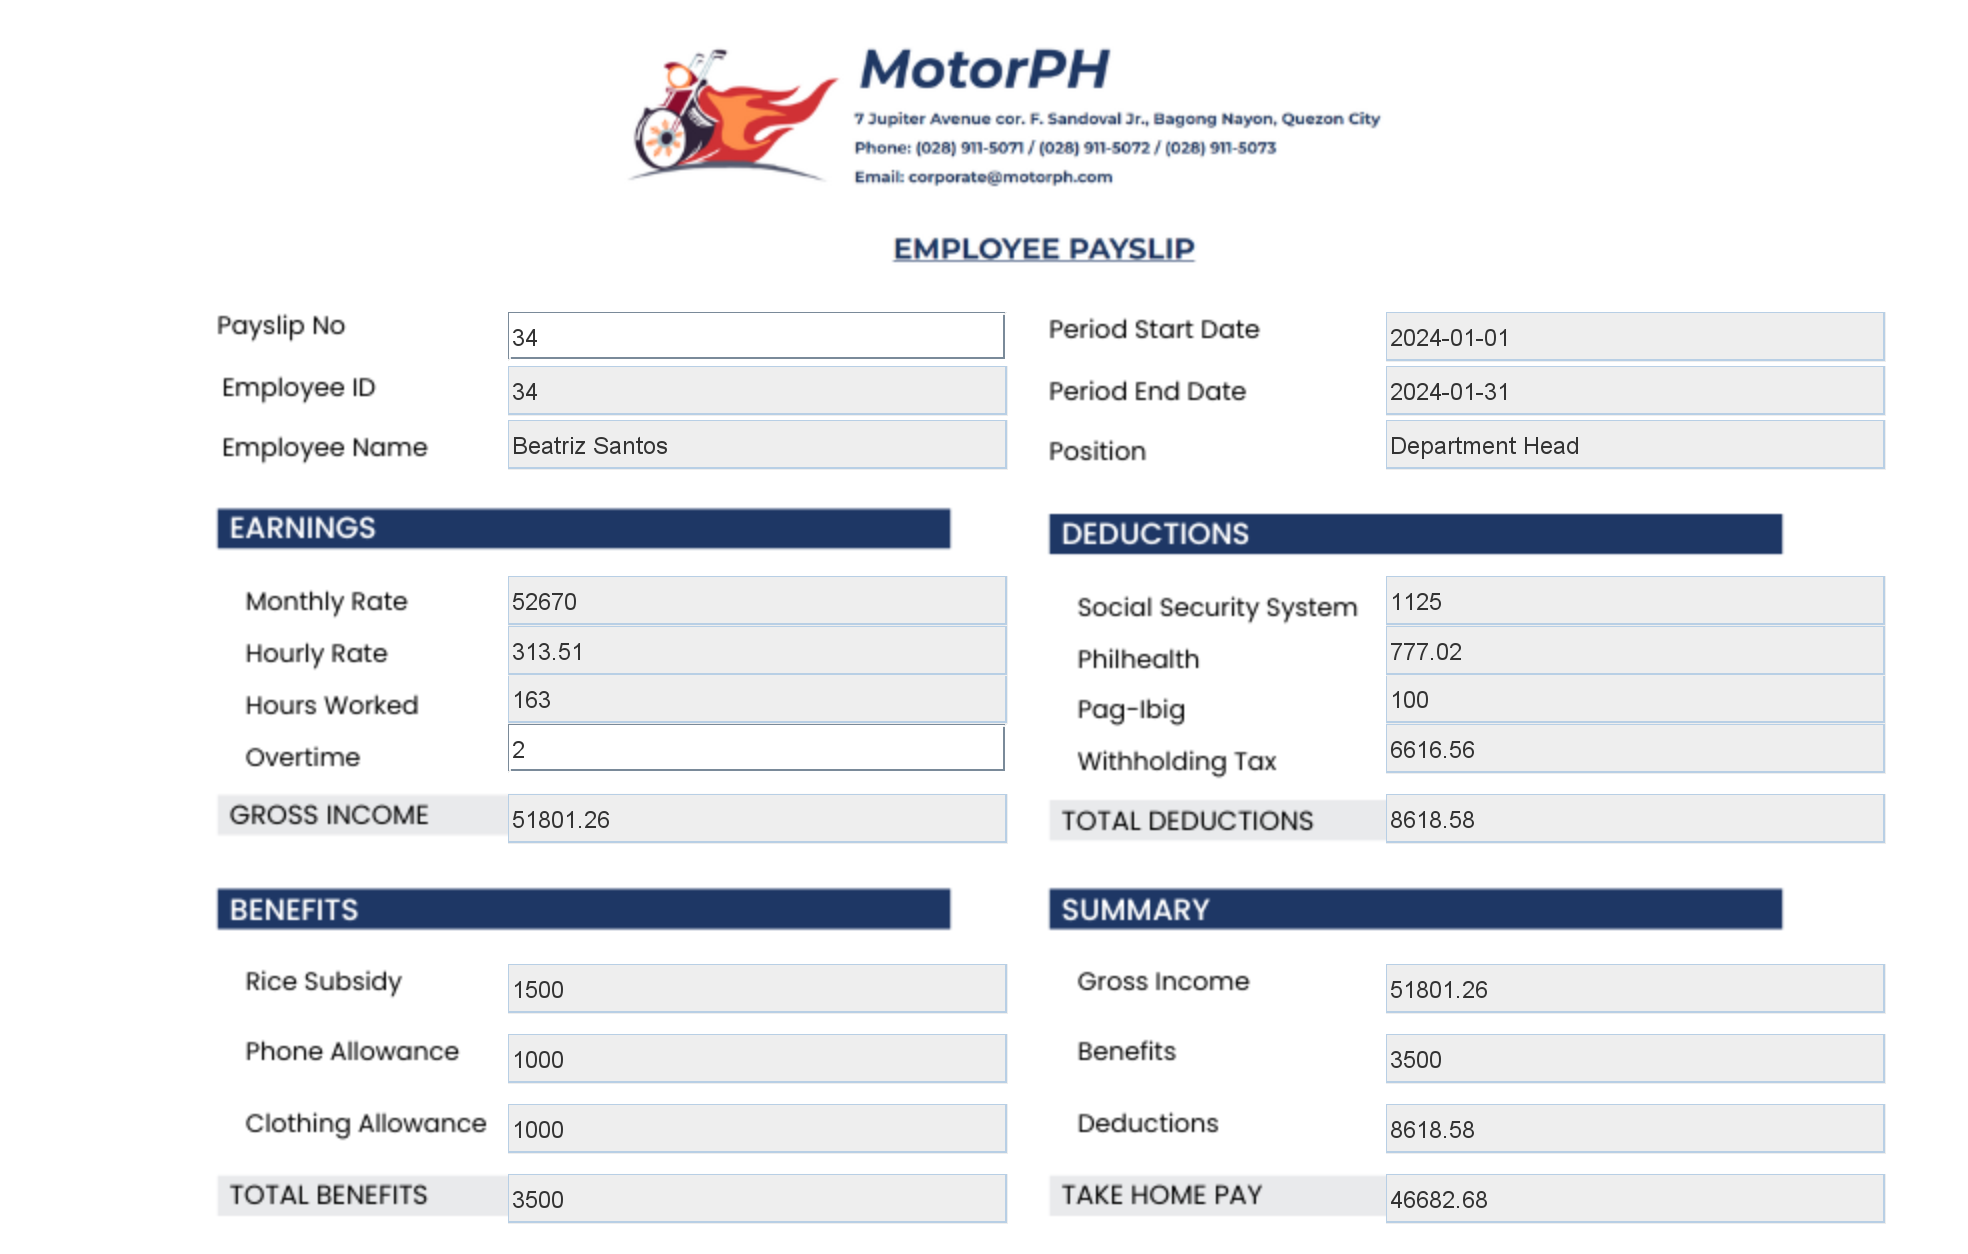 MotorPH
7 Jupiter Avenue cor. F. Sandoval Jr., Bagong Nayon, Quezon City
Phone: (028) 911-5071 / (028) 911-5072 / (028) 911-5073
Email: corporate@motorph.com
EMPLOYEE PAYSLIP
Payslip No 34 Period Start Date 2024-01-01
Employee ID 34 Period End Date 2024-01-31
Employee Name Beatriz Santos Position Department Head
EARNINGS
Monthly Rate 52670
Hourly Rate 313.51
Hours Worked 163
Overtime 2
GROSS INCOME 51801.26
DEDUCTIONS
Social Security System 1125
Philhealth 777.02
Pag-Ibig 100
Withholding Tax 6616.56
TOTAL DEDUCTIONS 8618.58
BENEFITS
Rice Subsidy 1500
Phone Allowance 1000
Clothing Allowance 1000
TOTAL BENEFITS 3500
SUMMARY
Gross Income 51801.26
Benefits 3500
Deductions 8618.58
TAKE HOME PAY 46682.68